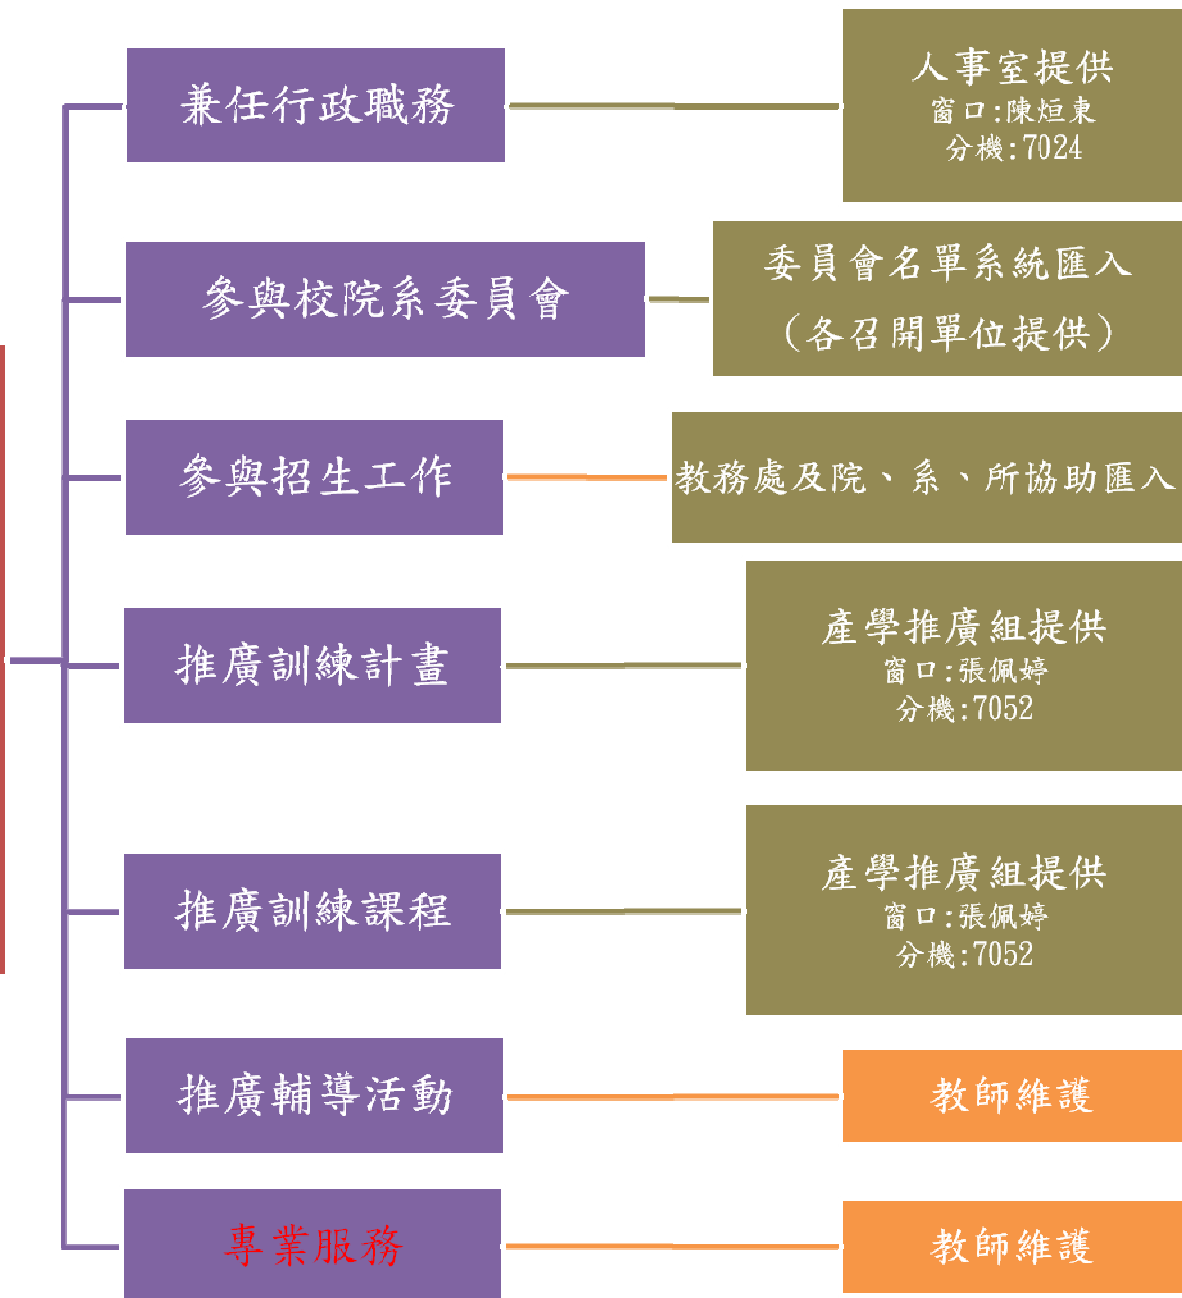 兼任行政職務
人事室提供
窗口:陳烜東
分機:7024
參與校院系委員會
委員會名單系統匯入
(各召開單位提供)
參與招生工作
教務處及院、系、所協助匯入
推廣訓練計畫
產學推廣組提供
窗口:張佩婷
分機:7052
推廣訓練課程
產學推廣組提供
窗口:張佩婷
分機:7052
推廣輔導活動
教師維護
專業服務
教師維護